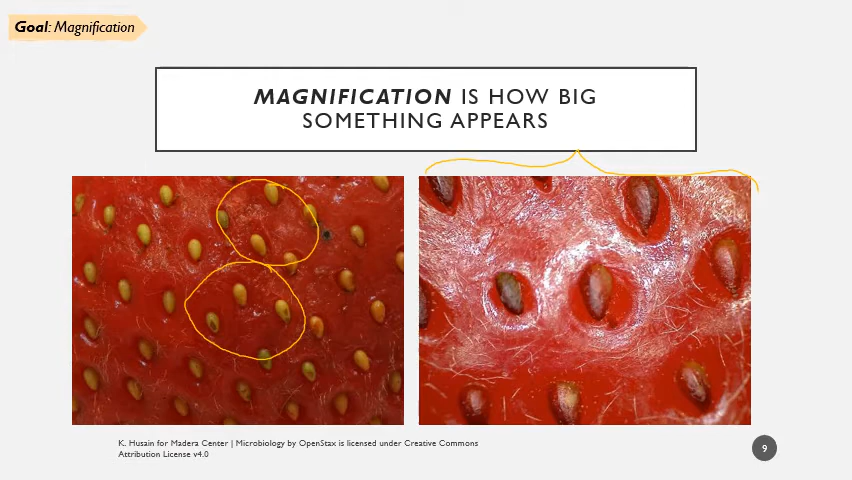 Goal: Magnification
MAGNIFICATION IS HOW BIG
SOMETHING APPEARS
K. Husain for Madera Center | Microbiology by OpenStax is licensed under Creative Commons
Attribution License v4.0
9